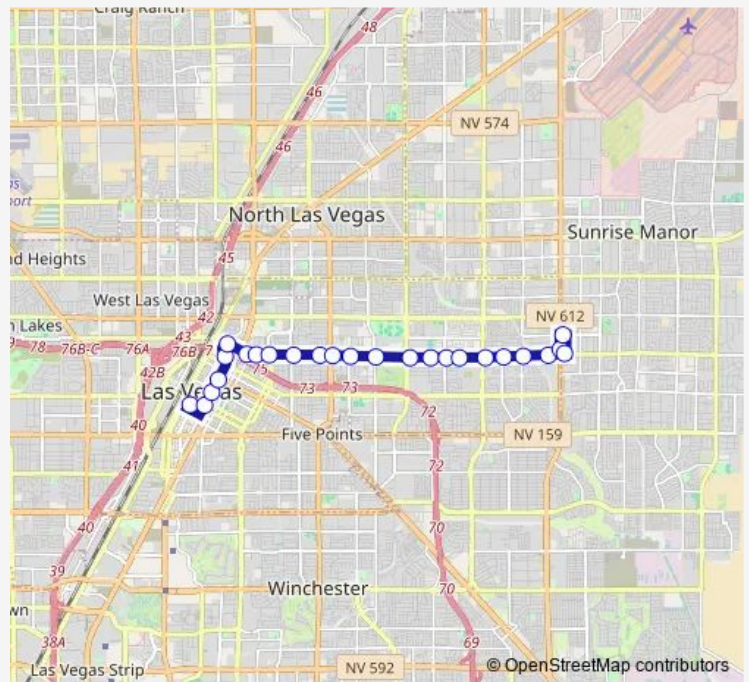 Craig Ranch
48
46
NV 574
46
North Las Vegas
Sunrise Manor
45
nd Heights
West Las Vegas
NV 612
42
n Lakes
43
78
76B-C
76A
76B
7
42B
75
Las Vegas
73
73
72
40
Five Points
NV 159
41
72
40
70
39
Winchester
70
wn
38A
69
Las Vegas Strip
NV 592
© OpenStreetMap contributors